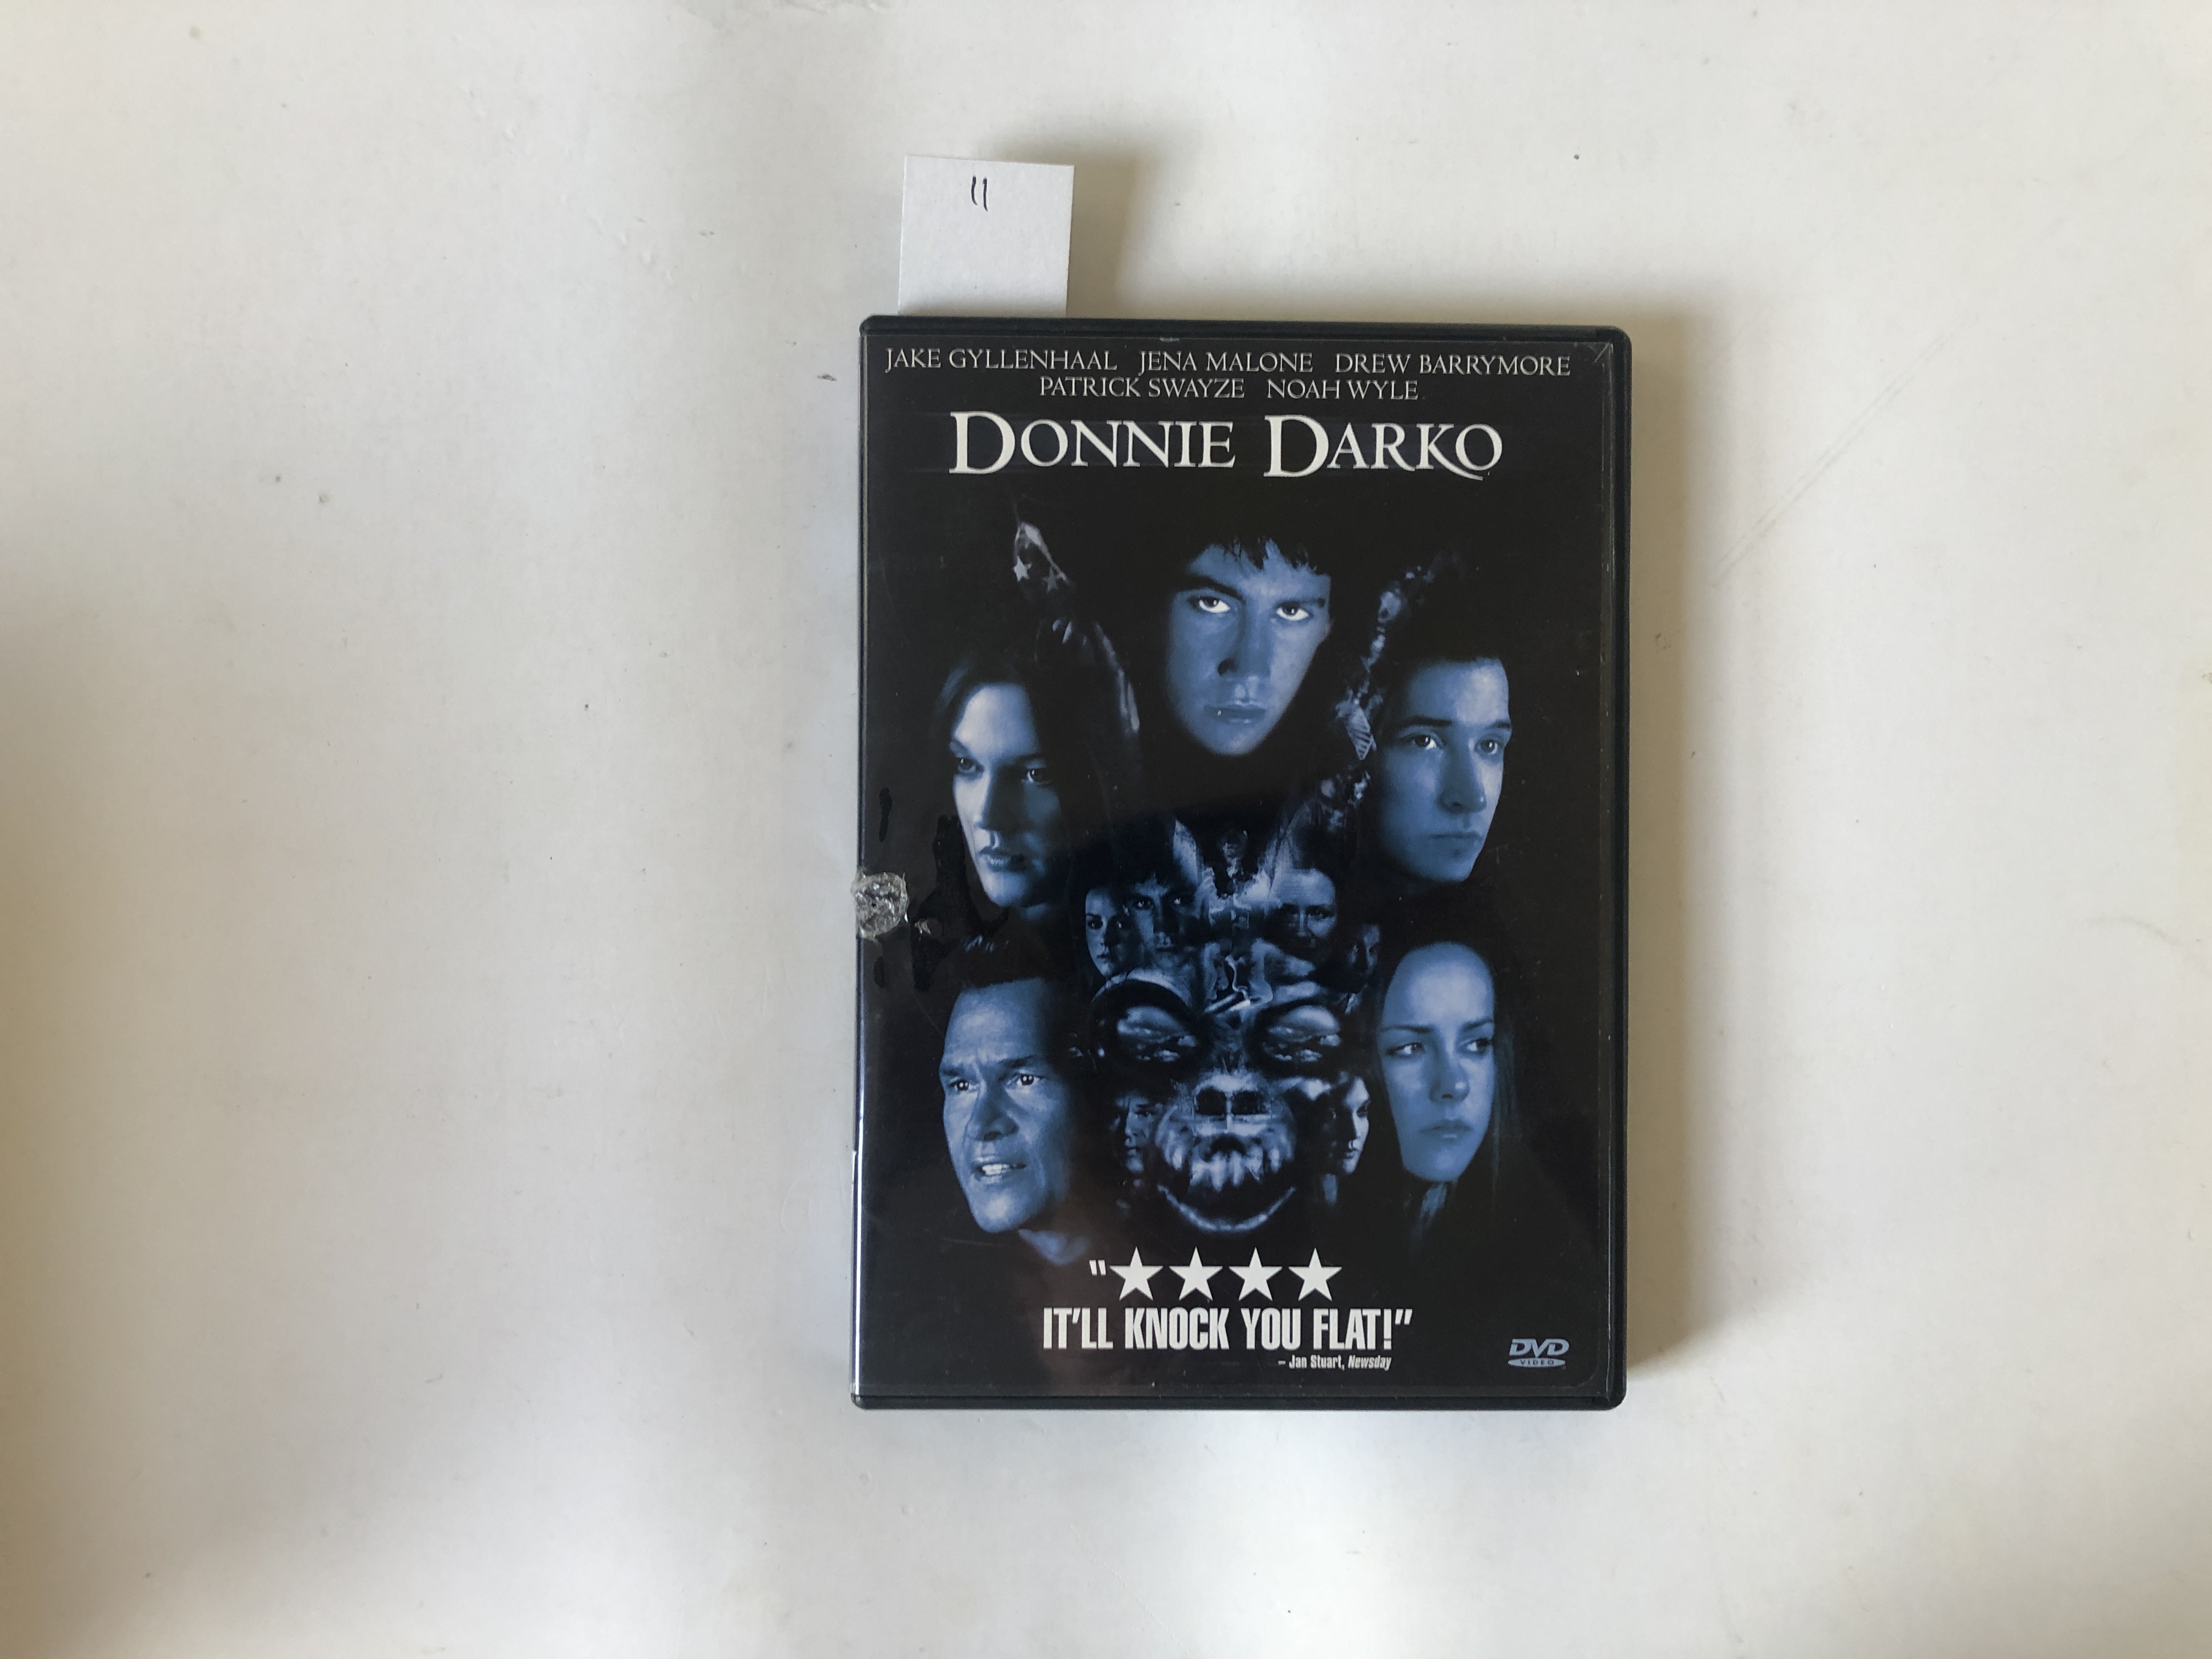 11
JAKE GYLLENHAAL JENA MALONE DREW BARRYMORE
PATRICK SWAYZE NOAH WYLE
DONNIE DARKO
"★★★★
IT'LL KNOCK YOU FLAT!"
– Jan Stuart, Newsday
DVD
VIDEO